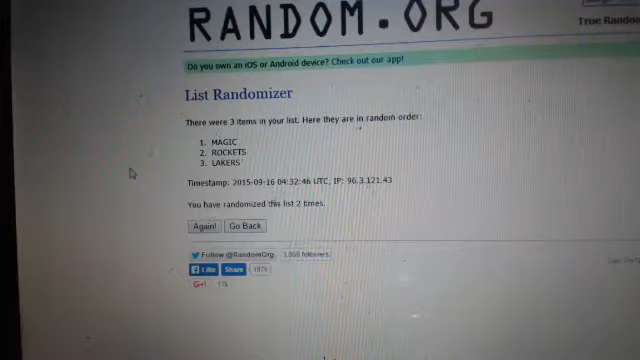 RANDOM.ORG
Do you own an iOS or Android device? Check out our app!
List Randomizer
There were 3 items in your list. Here they are in random order:
1. MAGIC
2. ROCKETS
3. LAKERS
Timestamp: 2015-09-16 04:32:46 UTC, IP: 96.3.121.43
You have randomized this list 2 times.
Again! Go Back
Follow @RandomOrg followers
Like Share 197k
G+1